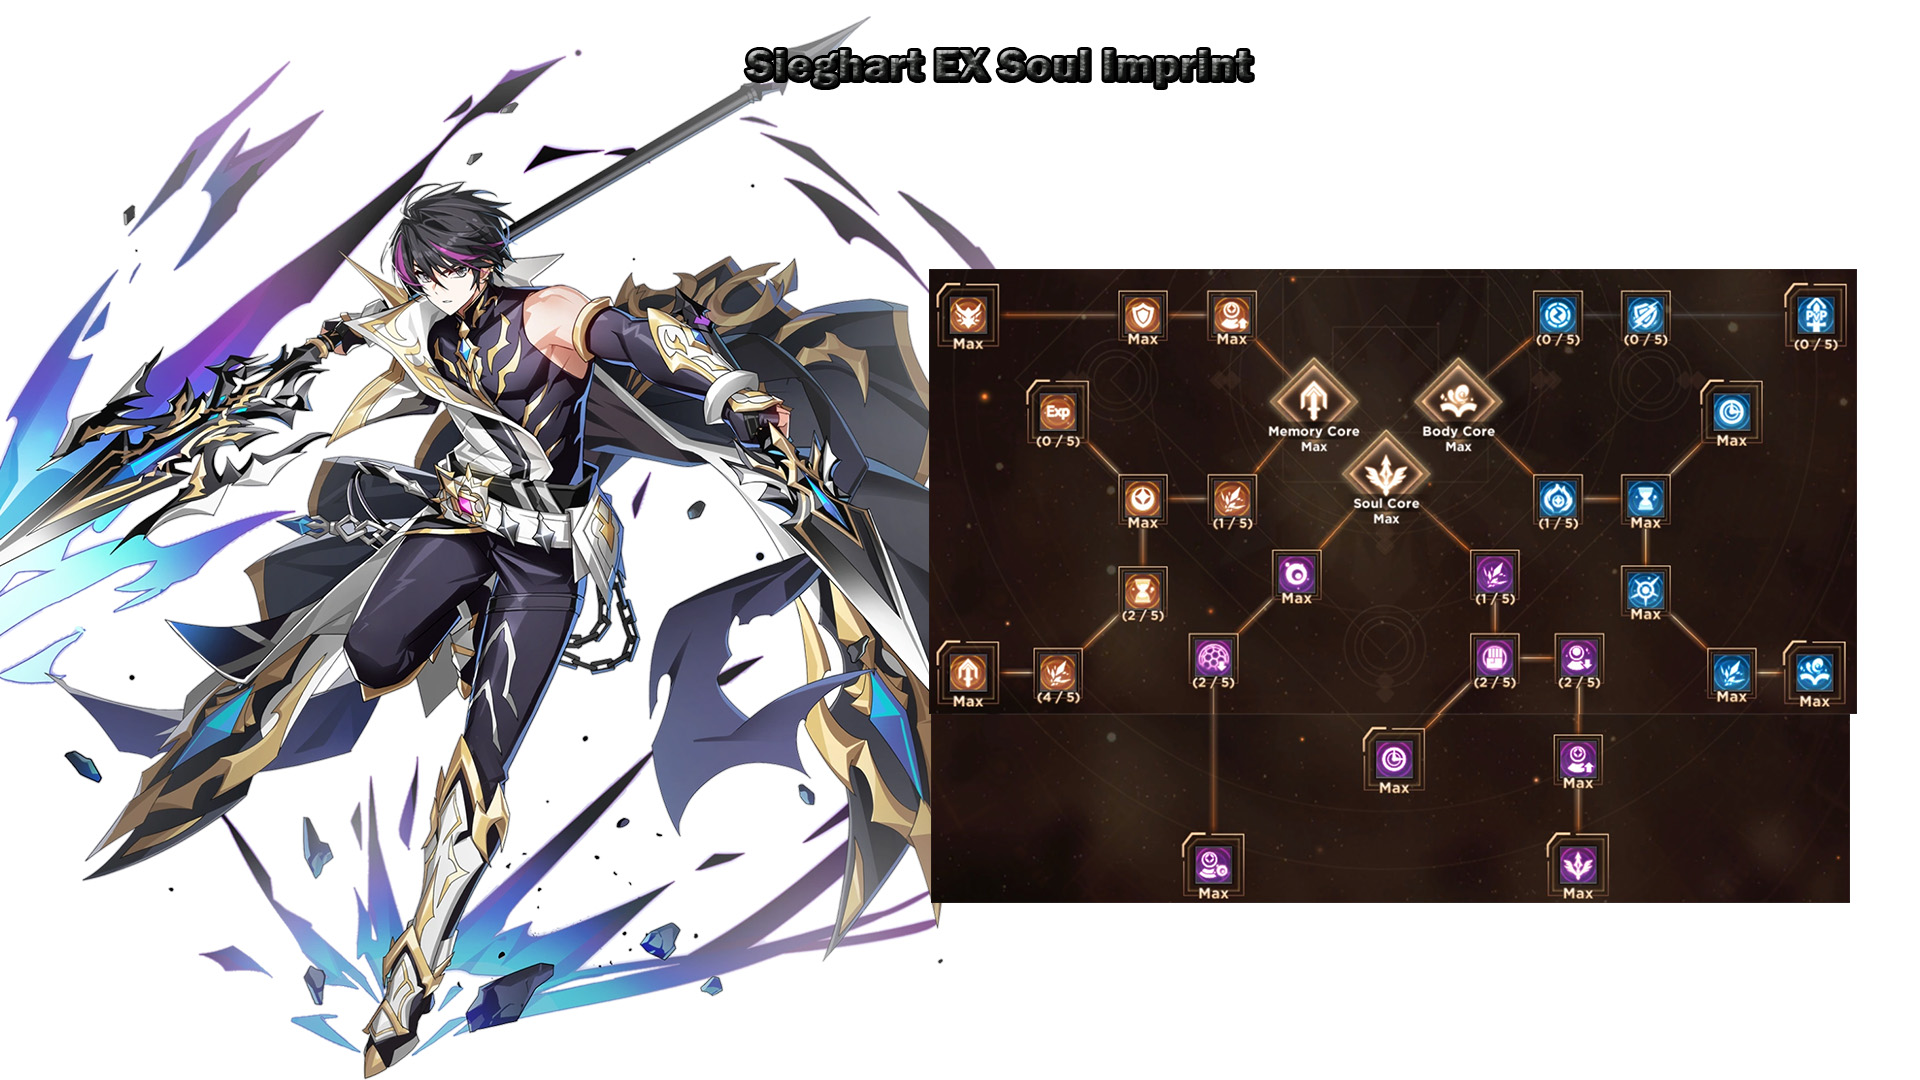 Sieghart EX Soul Imprint
Max
Max
Max
(0 / 5)
(0 / 5)
PVP
(0 / 5)
Exp
(0 / 5)
Memory Core
Max
Body Core
Max
Max
Soul Core
Max
Max
(1 / 5)
(1 / 5)
Max
(2 / 5)
Max
(1 / 5)
Max
Max
(4 / 5)
(2 / 5)
(2 / 5)
(2 / 5)
Max
Max
Max
Max
Max
Max